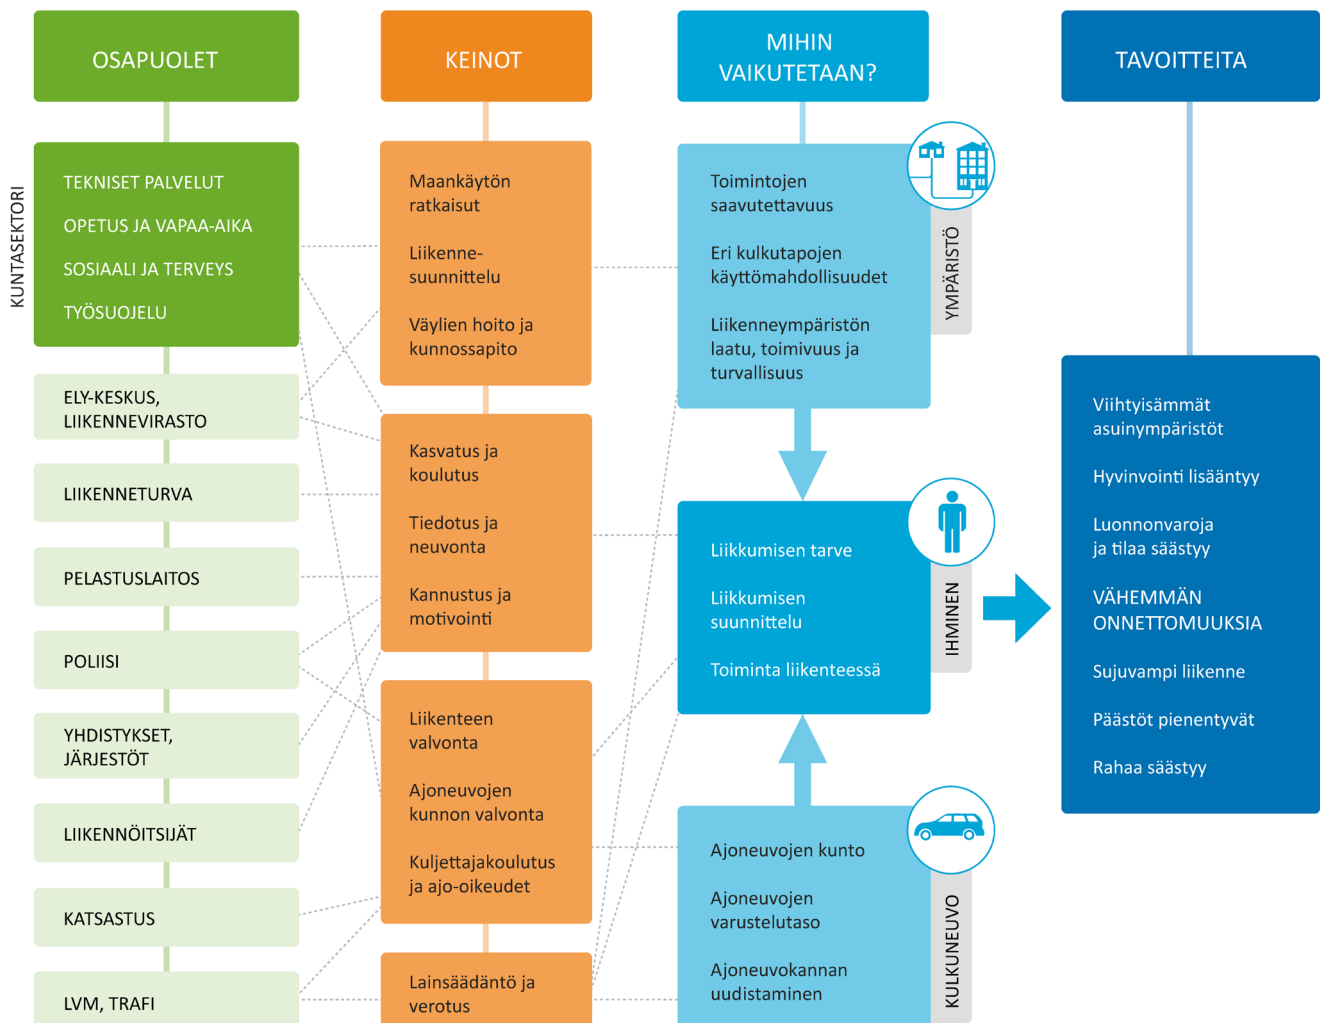 OSAPUOLET
KUNTASEKTORI
TEKNISET PALVELUT
OPETUS JA VAPAA-AIKA
SOSIAALI JA TERVEYS
TYÖSUOJELU
ELY-KESKUS,
LIIKENNEVIRASTO
LIIKENNETURVA
PELASTUSLAITOS
POLIISI
YHDISTYKSET,
JÄRJESTÖT
LIIKENNÖITSIJÄT
KATSASTUS
LVM, TRAFI
KEINOT
Maankäytön
ratkaisut
Liikenne-
suunnittelu
Väylien hoito ja
kunnossapito
Kasvatus ja
koulutus
Tiedotus ja
neuvonta
Kannustus ja
motivointi
Liikenteen
valvonta
Ajoneuvojen
kunnon valvonta
Kuljettajakoulutus
ja ajo-oikeudet
Lainsäädäntö ja
verotus
MIHIN
VAIKUTETAAN?
Toimintojen
saavutettavuus
Eri kulkutapojen
käyttömahdollisuudet
Liikenneympäristön
laatu, toimivuus ja
turvallisuus
YMPÄRISTÖ
Liikkumisen tarve
Liikkumisen
suunnittelu
Toiminta liikenteessä
IHMINEN
Ajoneuvojen kunto
Ajoneuvojen
varustelutaso
Ajoneuvokannan
uudistaminen
KULKUNEUVO
TAVOITTEITA
Viihtyisämmät
asuinympäristöt
Hyvinvointi lisääntyy
Luonnonvaroja
ja tilaa säästyy
VÄHEMMÄN
ONNETTOMUUKSIA
Sujuvampi liikenne
Päästöt pienentyvät
Rahaa säästyy